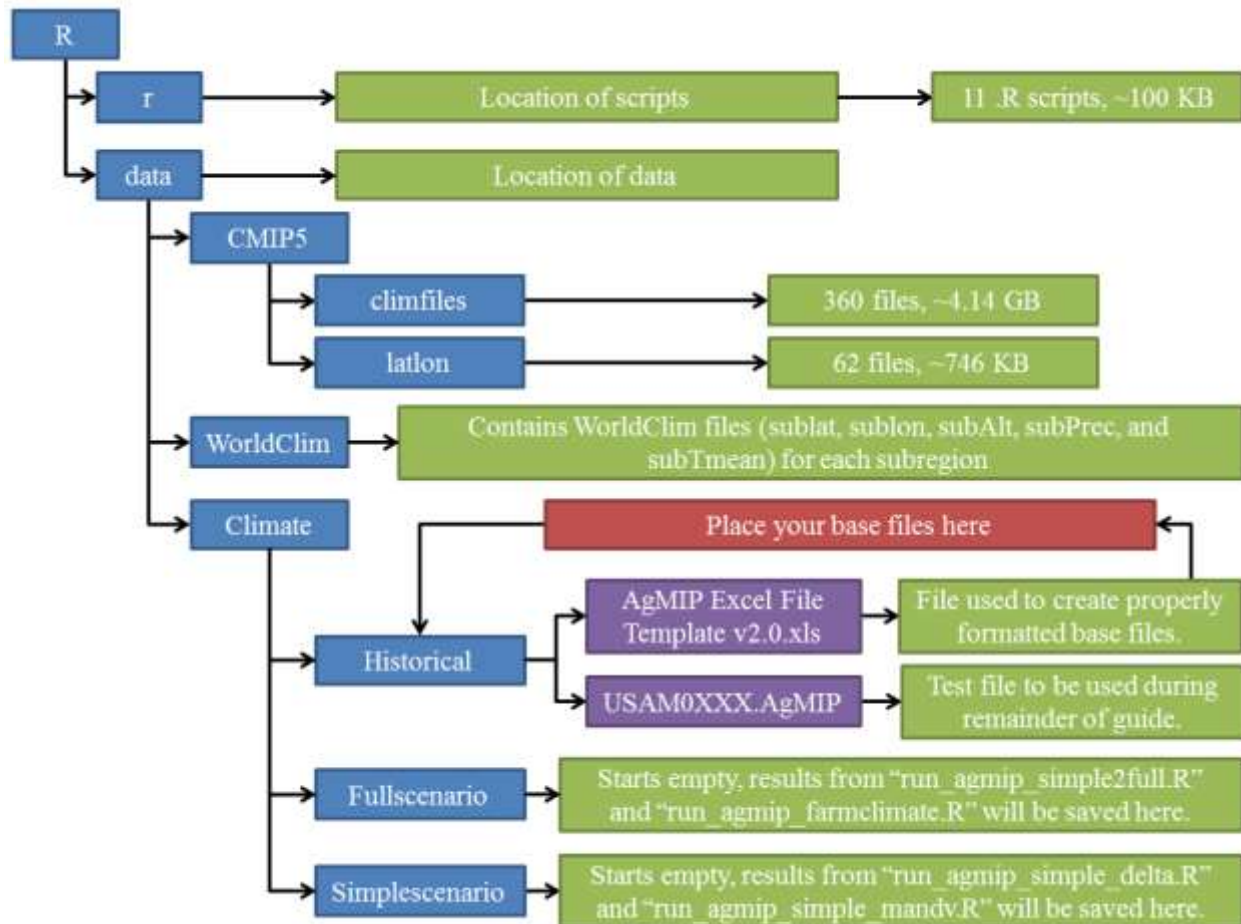 R
r
Location of scripts
11 .R scripts, ~100 KB
data
Location of data
CMIP5
climfiles
360 files, ~4.14 GB
latlon
62 files, ~746 KB
WorldClim
Contains WorldClim files (sublat, sublon, subAlt, subPrec, and
subTmean) for each subregion
Climate
Place your base files here
Historical
AgMIP Excel File
Template v2.0.xls
File used to create properly
formatted base files.
USAM0XXX.AgMIP
Test file to be used during
remainder of guide.
Fullscenario
Starts empty, results from “run_agmip_simple2full.R”
and “run_agmip_farmclimate.R” will be saved here.
Simplescenario
Starts empty, results from “run_agmip_simple_delta.R”
and “run_agmip_simple_mandv.R” will be saved here.